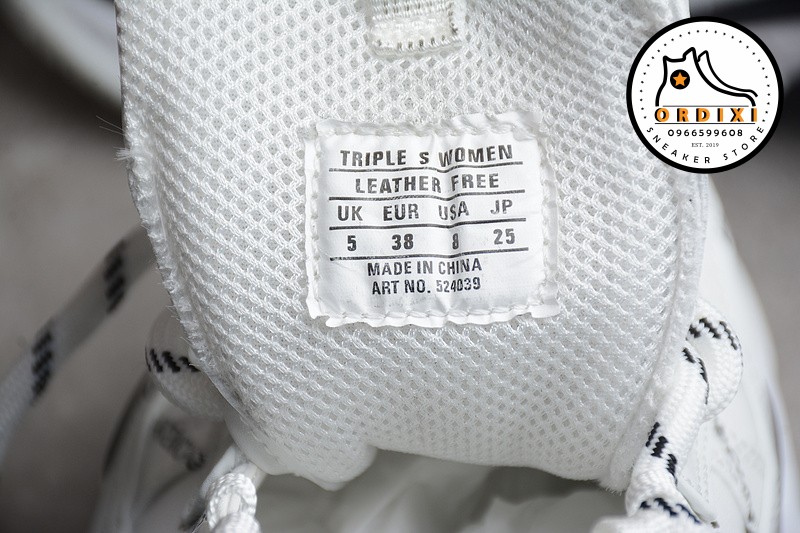 TRIPLE S WOMEN
LEATHER FREE
UK EUR USA JP
5 38 8 25
MADE IN CHINA
ART NO. 524039
ORDIXI
0966599608
EST. 2019
SNEAKER STORE